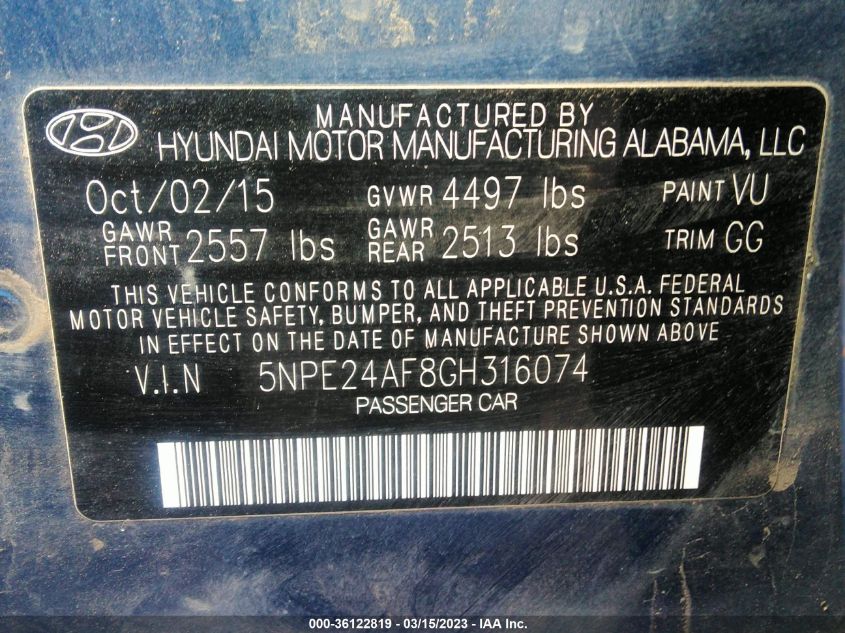 MANUFACTURED BY
HYUNDAI MOTOR MANUFACTURING ALABAMA, LLC
Oct/02/15 GVWR 4497 lbs PAINT VU
GAWR FRONT 2557 lbs GAWR REAR 2513 lbs TRIM GG
THIS VEHICLE CONFORMS TO ALL APPLICABLE U.S.A. FEDERAL
MOTOR VEHICLE SAFETY, BUMPER, AND THEFT PREVENTION STANDARDS
IN EFFECT ON THE DATE OF MANUFACTURE SHOWN ABOVE
V.I.N 5NPE24AF8GH316074
PASSENGER CAR
000-36122819 - 03/15/2023 - IAA Inc.